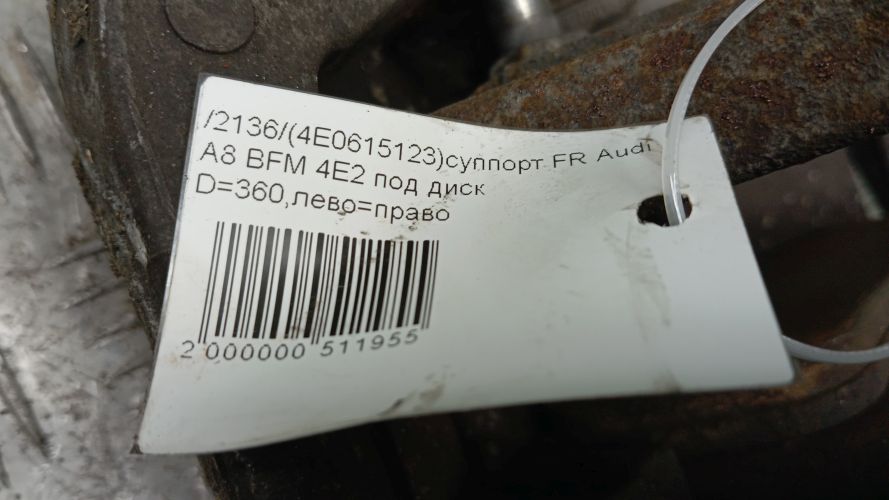 /2136/(4E0615123)суппорт FR Audi
A8 BFM 4E2 под диск
D=360,лево=право
2 000000 511955